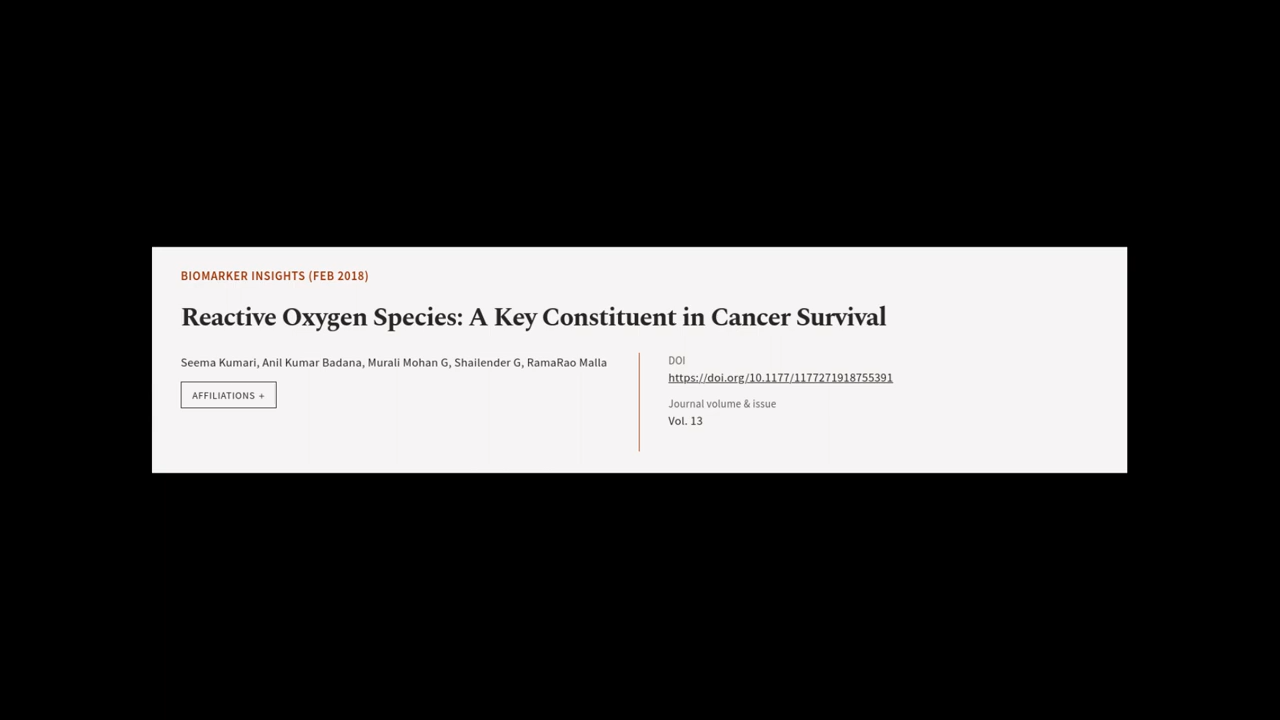 BIOMARKER INSIGHTS (FEB 2018)
Reactive Oxygen Species: A Key Constituent in Cancer Survival
Seema Kumari, Anil Kumar Badana, Murali Mohan G, Shailender G, RamaRao Malla
AFFILIATIONS +
DOI
https://doi.org/10.1177/1177271918755391
Journal volume & issue
Vol. 13